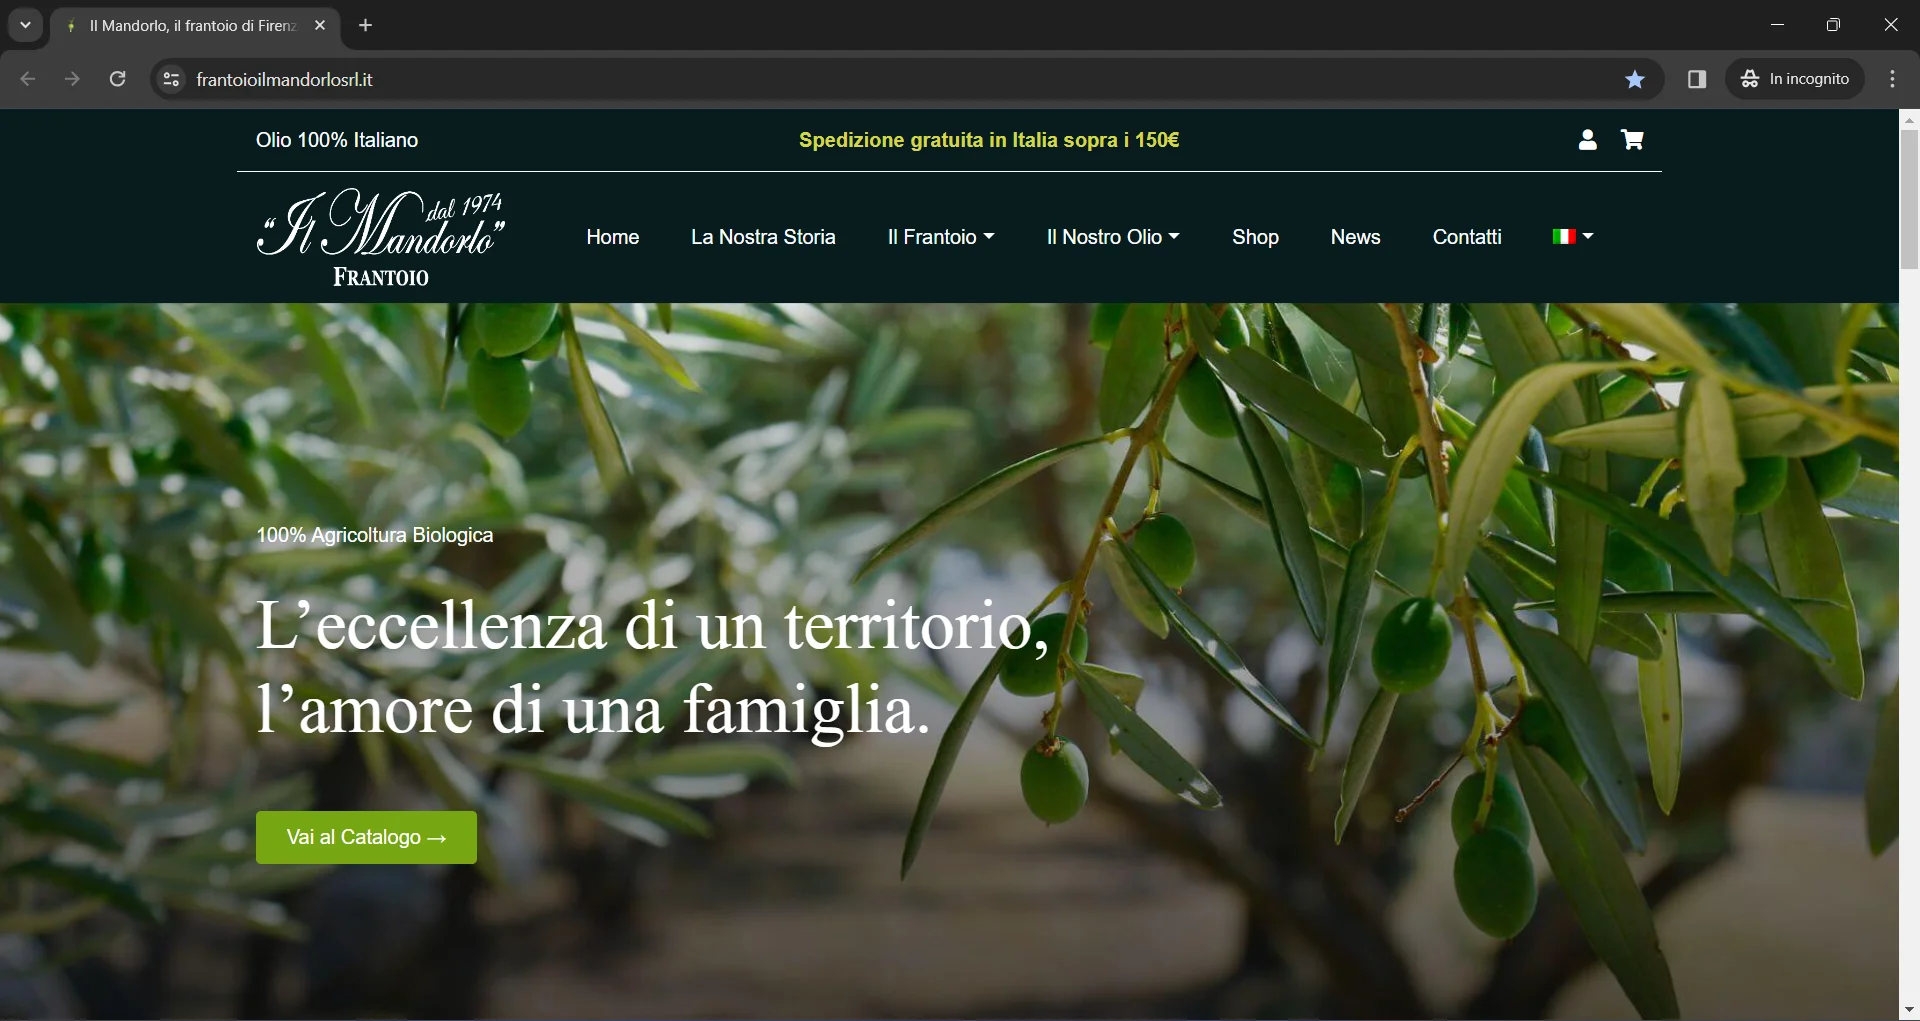 Il Mandorlo, il frantoio di Firenz
frantoioilmandorlosrl.it
In incognito
Olio 100% Italiano
Spedizione gratuita in Italia sopra i 150€
"Il Mandorlo"
dal 1974
FRANTOIO
Home
La Nostra Storia
Il Frantoio
Il Nostro Olio
Shop
News
Contatti
100% Agricoltura Biologica
L’eccellenza di un territorio,
l’amore di una famiglia.
Vai al Catalogo →